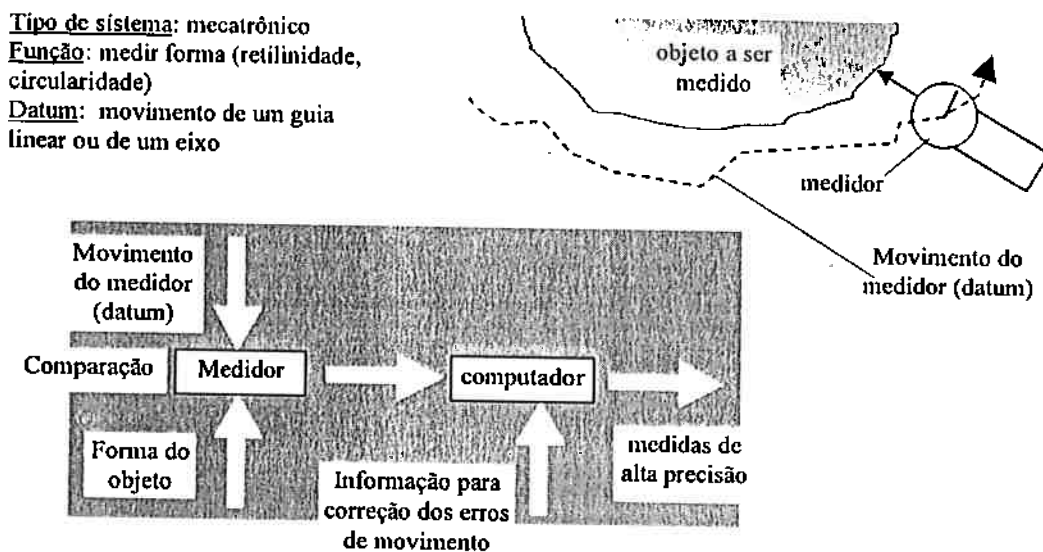 Tipo de sistema: mecatrônico
Função: medir forma (retilinidade,
circularidade)
Datum: movimento de um guia
linear ou de um eixo
objeto a ser
medido
medidor
Movimento do
medidor (datum)
Movimento
do medidor
(datum)
Comparação
Medidor
computador
Forma do
objeto
Informação para
correção dos erros
de movimento
medidas de
alta precisão